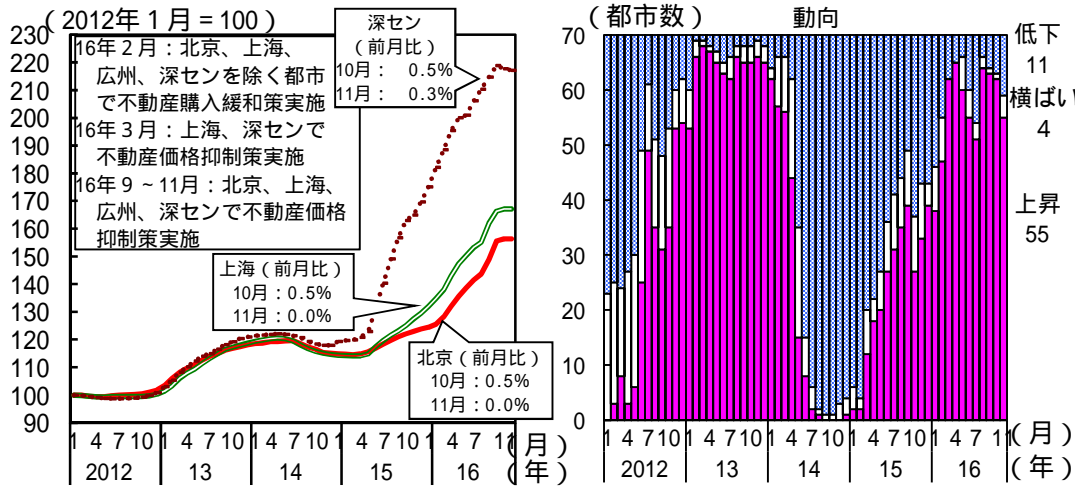 (2012年1月=100)
230
220
210
200
190
180
170
160
150
140
130
120
110
100
90
16年2月：北京、上海、
広州、深センを除く都市
で不動産購入緩和策実施
16年3月：上海、深センで
不動産価格抑制策実施
16年9~11月：北京、上海、
広州、深センで不動産価格
抑制策実施
深セン
(前月比)
10月： 0.5%
11月： 0.3%
上海(前月比)
10月：0.5%
11月：0.0%
北京(前月比)
10月：0.5%
11月：0.0%
1 4 7 10 1 4 7 10 1 4 7 10 1 4 7 10 1 4 7 10 11 (月)
2012 13 14 15 16 (年)
(都市数) 動向
70
60
50
40
30
20
10
0
低下
11
横ばい
4
上昇
55
1 4 7 10 1 4 7 10 1 4 7 10 1 4 7 10 1 4 7 10 11 (月)
2012 13 14 15 16 (年)